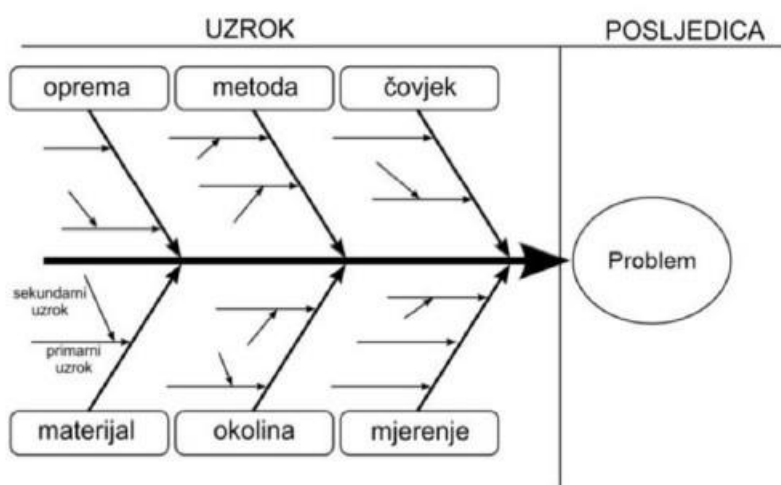 UZROK
POSLJEDICA
oprema
metoda
čovjek
Problem
sekundarni
uzrok
primarni
uzrok
materijal
okolina
mjerenje